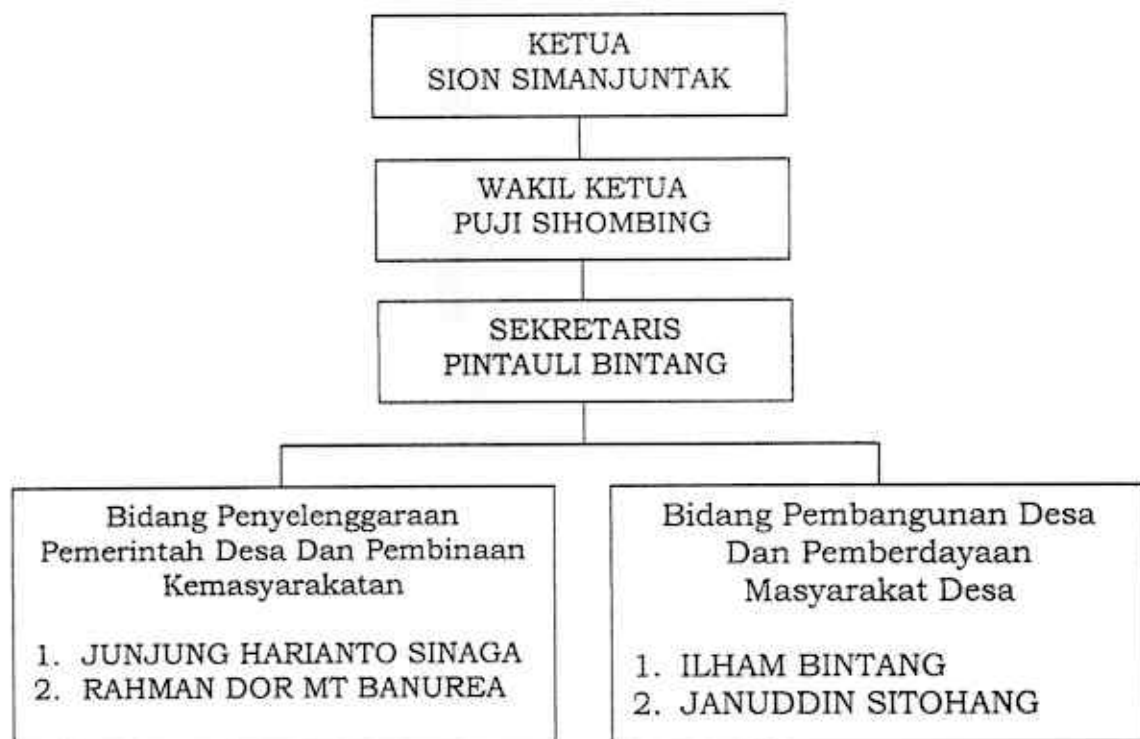 KETUA
SION SIMANJUNTAK
WAKIL KETUA
PUJI SIHOMBING
SEKRETARIS
PINTAULI BINTANG
Bidang Penyelenggaraan
Pemerintah Desa Dan Pembinaan
Kemasyarakatan
1. JUNJUNG HARIANTO SINAGA
2. RAHMAN DOR MT BANUREA
Bidang Pembangunan Desa
Dan Pemberdayaan
Masyarakat Desa
1. ILHAM BINTANG
2. JANUDDIN SITOHANG